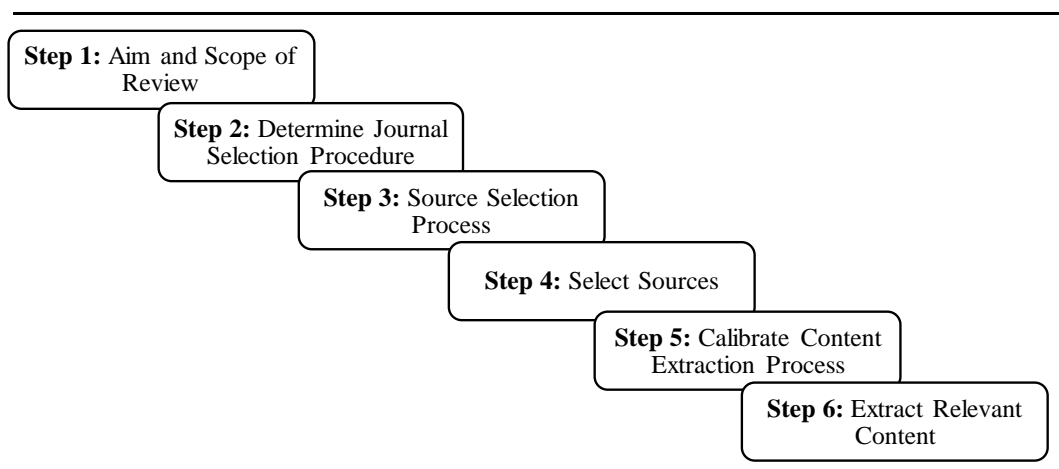 Step 1: Aim and Scope of
Review
Step 2: Determine Journal
Selection Procedure
Step 3: Source Selection
Process
Step 4: Select Sources
Step 5: Calibrate Content
Extraction Process
Step 6: Extract Relevant
Content